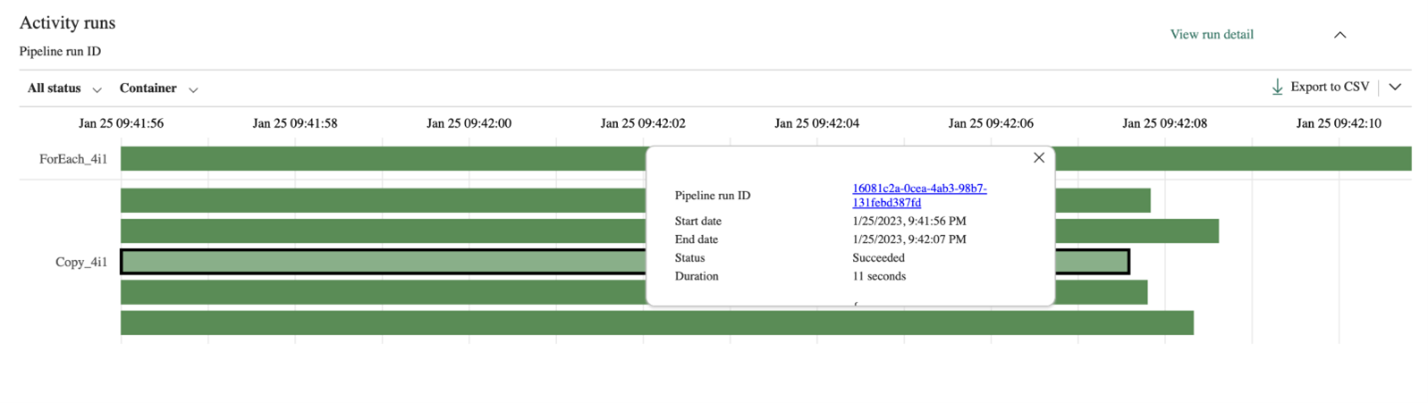 Activity runs
View run detail
Pipeline run ID
All status Container Export to CSV
Jan 25 09:41:56 Jan 25 09:41:58 Jan 25 09:42:00 Jan 25 09:42:02 Jan 25 09:42:04 Jan 25 09:42:06 Jan 25 09:42:08 Jan 25 09:42:10
ForEach_4i1
Pipeline run ID 16081c2a-0cea-4ab3-98b7-
131febd387fd
Start date 1/25/2023, 9:41:56 PM
End date 1/25/2023, 9:42:07 PM
Status Succeeded
Duration 11 seconds
Copy_4i1